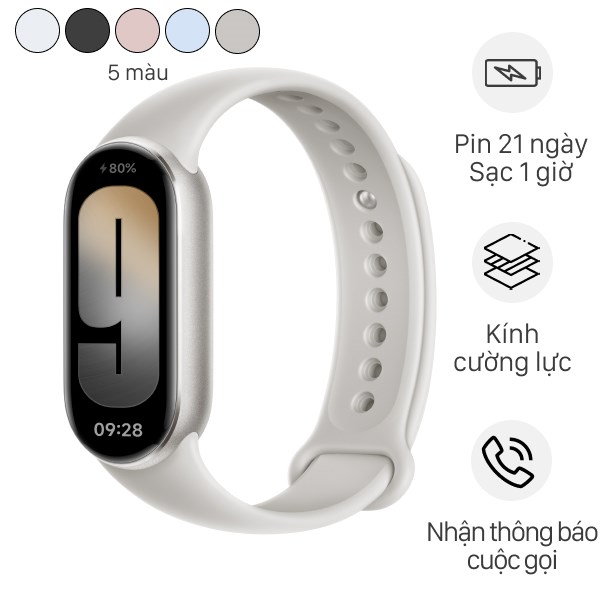 5 màu
80%
9
09:28
Pin 21 ngày
Sạc 1 giờ
Kính
cường lực
Nhận thông báo
cuộc gọi